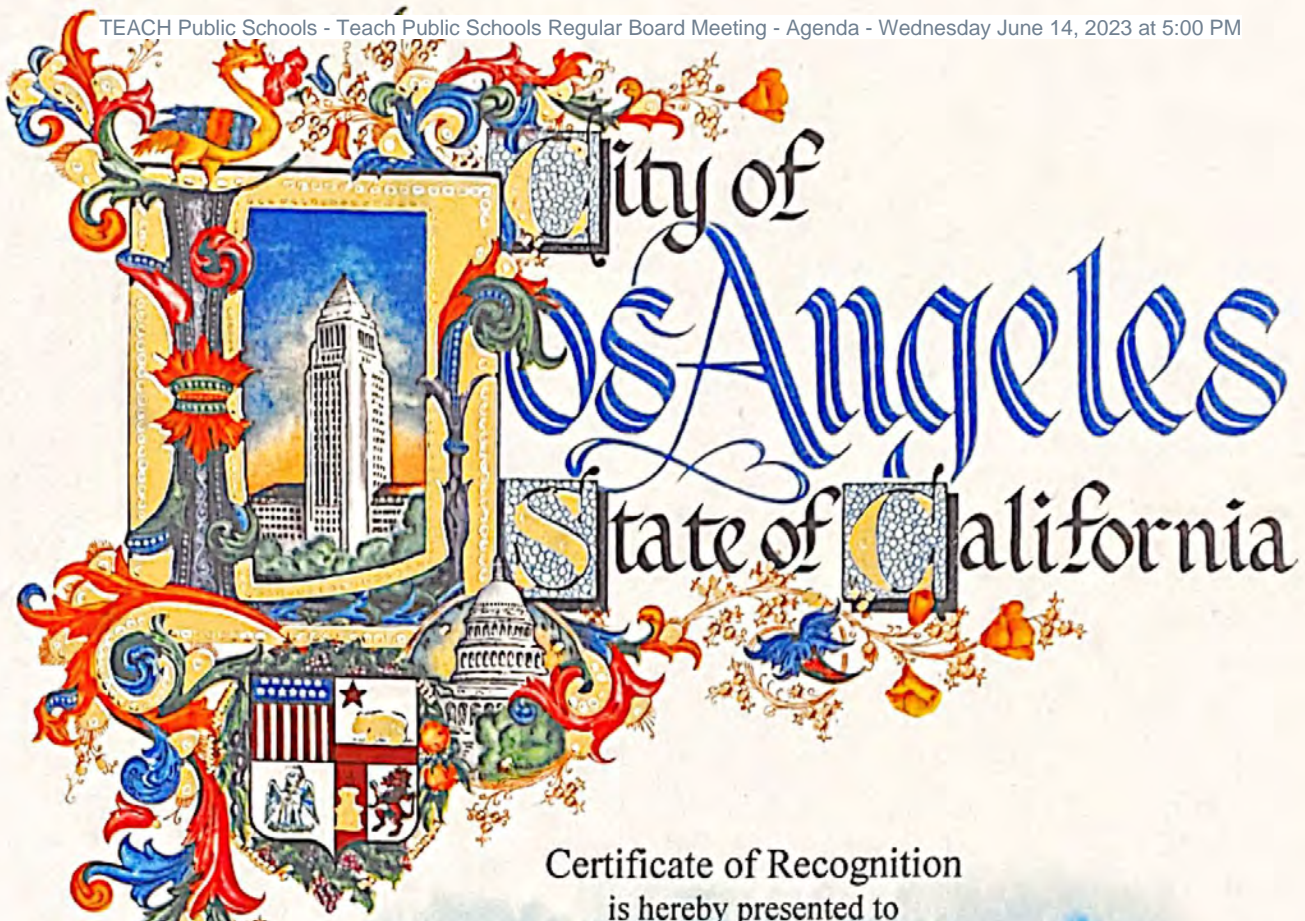 TEACH Public Schools - Teach Public Schools Regular Board Meeting - Agenda - Wednesday June 14, 2023 at 5:00 PM
City of
Los Angeles
State of California
Certificate of Recognition
is hereby presented to